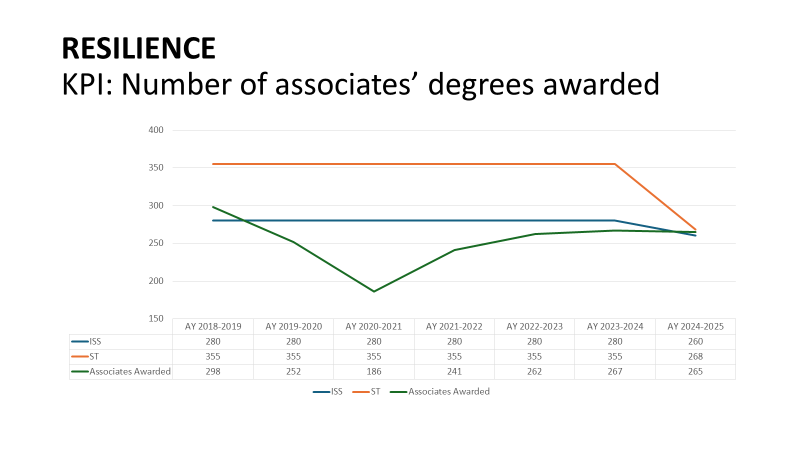 RESILIENCE
KPI: Number of associates’ degrees awarded
400
350
300
250
200
150
AY 2018-2019 AY 2019-2020 AY 2020-2021 AY 2021-2022 AY 2022-2023 AY 2023-2024 AY 2024-2025
ISS 280 280 280 280 280 280 260
ST 355 355 355 355 355 355 268
Associates Awarded 298 252 186 241 262 267 265
ISS ST Associates Awarded